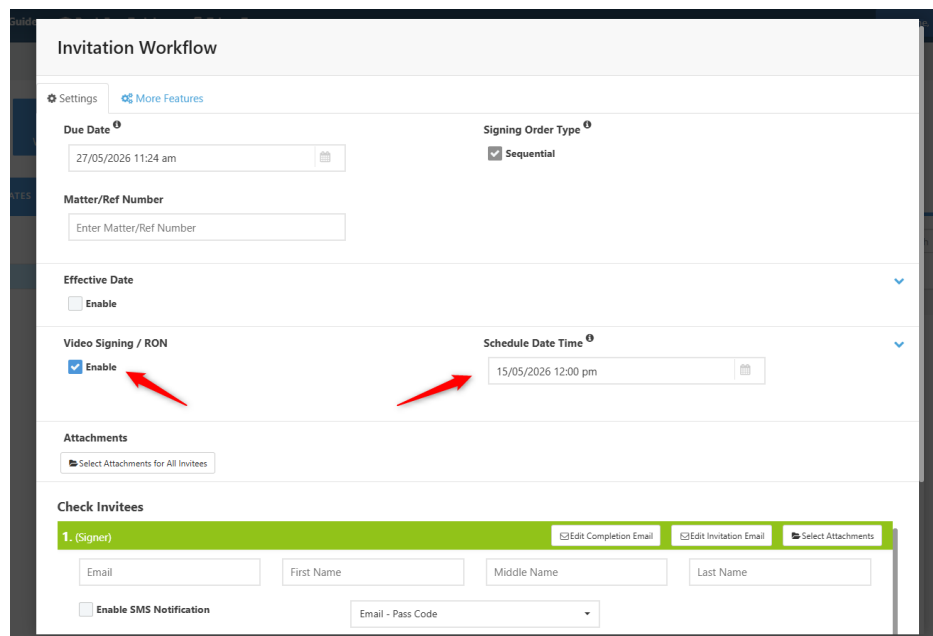 Guide
Invitation Workflow
Settings
More Features
Due Date
Signing Order Type
27/05/2026 11:24 am
Sequential
ATES
Matter/Ref Number
Enter Matter/Ref Number
Effective Date
Enable
Video Signing / RON
Schedule Date Time
Enable
15/05/2026 12:00 pm
Attachments
Select Attachments for All Invitees
Check Invitees
1. (Signer)
Edit Completion Email
Edit Invitation Email
Select Attachments
Email
First Name
Middle Name
Last Name
Enable SMS Notification
Email - Pass Code